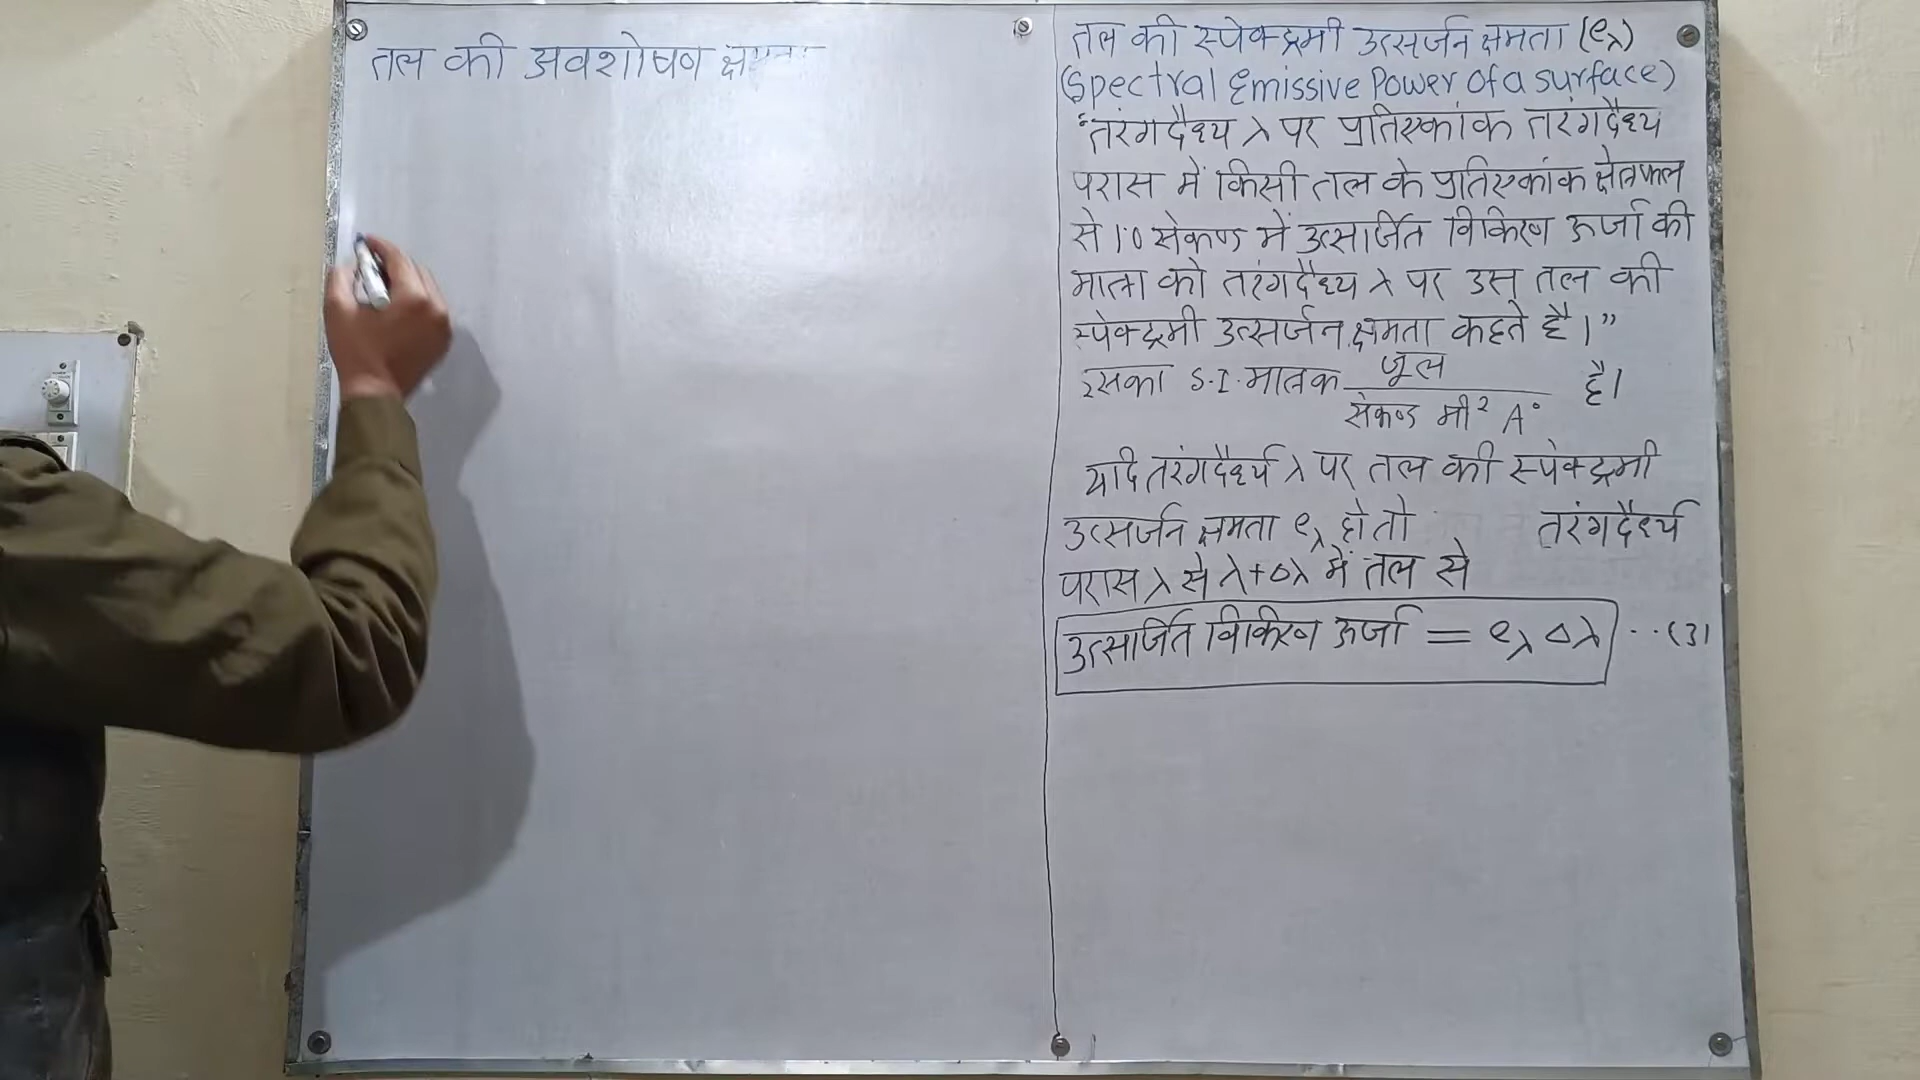 तल की अवशोषण क्षमता
तल की स्पेक्ट्रमी उत्सर्जन क्षमता (eλ)
(Spectral Emissive Power of a surface)
"तरंगदैध्य λ पर प्रतिएकांक तरंगदैध्य
परास में किसी तल के प्रतिएकांक क्षेत्रफल
से 1.0 सेकण्ड में उत्सर्जित विकिरण ऊर्जा की
मात्रा को तरंगदैध्य λ पर उस तल की
स्पेक्ट्रमी उत्सर्जन क्षमता कहते है।"
इसका S.I. मात्रक जूल / सेकण्ड मी² A° है।
यदि तरंगदैर्ध्य λ पर तल की स्पेक्ट्रमी
उत्सर्जन क्षमता eλ हो तो तरंगदैर्ध्य
परास λ से λ+Δλ में तल से
उत्सर्जित विकिरण ऊर्जा = eλ Δλ ...(3)